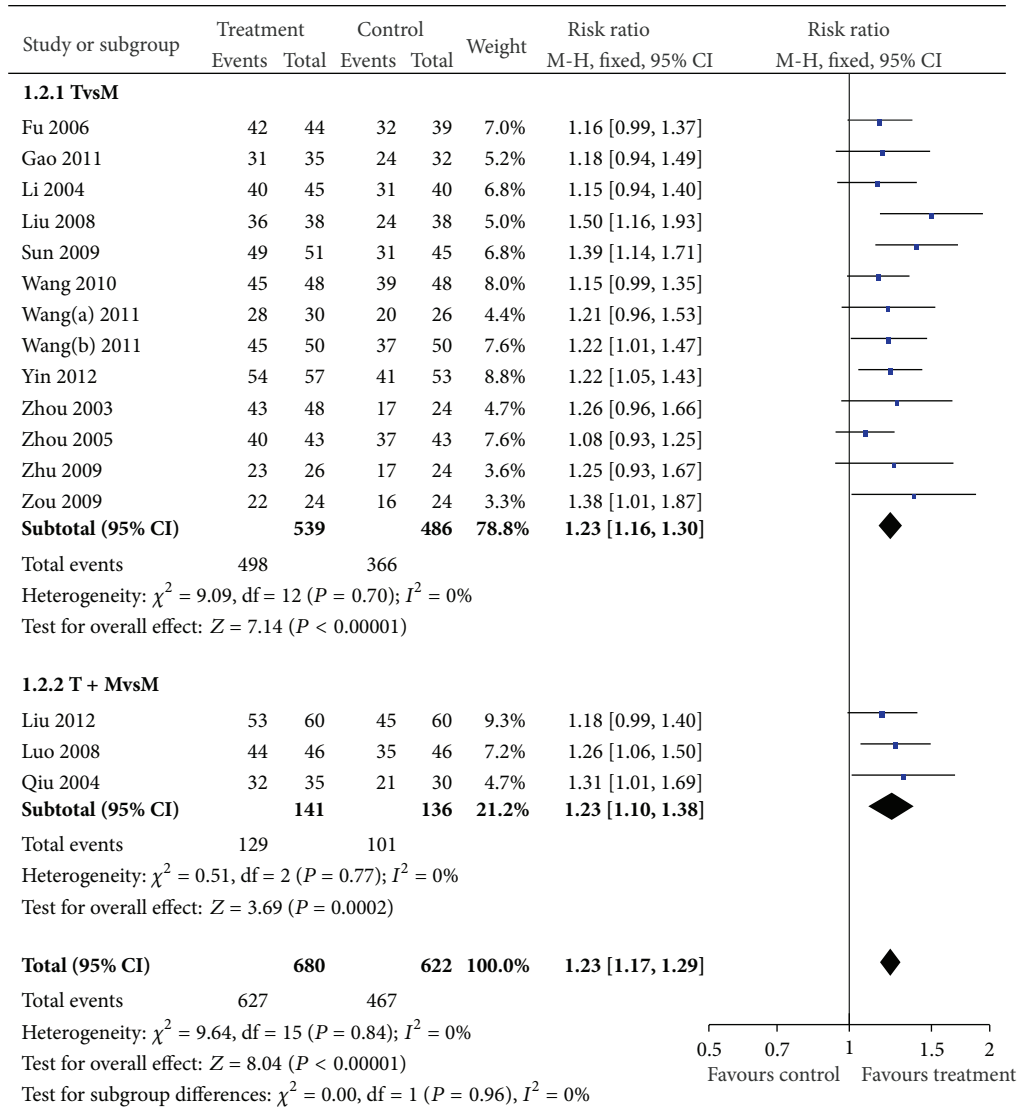 Study or subgroup Treatment Control Weight Risk ratio Risk ratio
Events Total Events Total M-H, fixed, 95% CI M-H, fixed, 95% CI
1.2.1 TvsM
Fu 2006 42 44 32 39 7.0% 1.16 [0.99, 1.37]
Gao 2011 31 35 24 32 5.2% 1.18 [0.94, 1.49]
Li 2004 40 45 31 40 6.8% 1.15 [0.94, 1.40]
Liu 2008 36 38 24 38 5.0% 1.50 [1.16, 1.93]
Sun 2009 49 51 31 45 6.8% 1.39 [1.14, 1.71]
Wang 2010 45 48 39 48 8.0% 1.15 [0.99, 1.35]
Wang(a) 2011 28 30 20 26 4.4% 1.21 [0.96, 1.53]
Wang(b) 2011 45 50 37 50 7.6% 1.22 [1.01, 1.47]
Yin 2012 54 57 41 53 8.8% 1.22 [1.05, 1.43]
Zhou 2003 43 48 17 24 4.7% 1.26 [0.96, 1.66]
Zhou 2005 40 43 37 43 7.6% 1.08 [0.93, 1.25]
Zhu 2009 23 26 17 24 3.6% 1.25 [0.93, 1.67]
Zou 2009 22 24 16 24 3.3% 1.38 [1.01, 1.87]
Subtotal (95% CI) 539 486 78.8% 1.23 [1.16, 1.30]
Total events 498 366
Heterogeneity: χ² = 9.09, df = 12 (P = 0.70); I² = 0%
Test for overall effect: Z = 7.14 (P < 0.00001)
1.2.2 T + MvsM
Liu 2012 53 60 45 60 9.3% 1.18 [0.99, 1.40]
Luo 2008 44 46 35 46 7.2% 1.26 [1.06, 1.50]
Qiu 2004 32 35 21 30 4.7% 1.31 [1.01, 1.69]
Subtotal (95% CI) 141 136 21.2% 1.23 [1.10, 1.38]
Total events 129 101
Heterogeneity: χ² = 0.51, df = 2 (P = 0.77); I² = 0%
Test for overall effect: Z = 3.69 (P = 0.0002)
Total (95% CI) 680 622 100.0% 1.23 [1.17, 1.29]
Total events 627 467
Heterogeneity: χ² = 9.64, df = 15 (P = 0.84); I² = 0%
Test for overall effect: Z = 8.04 (P < 0.00001)
Test for subgroup differences: χ² = 0.00, df = 1 (P = 0.96), I² = 0%
0.5 0.7 1 1.5 2
Favours control Favours treatment